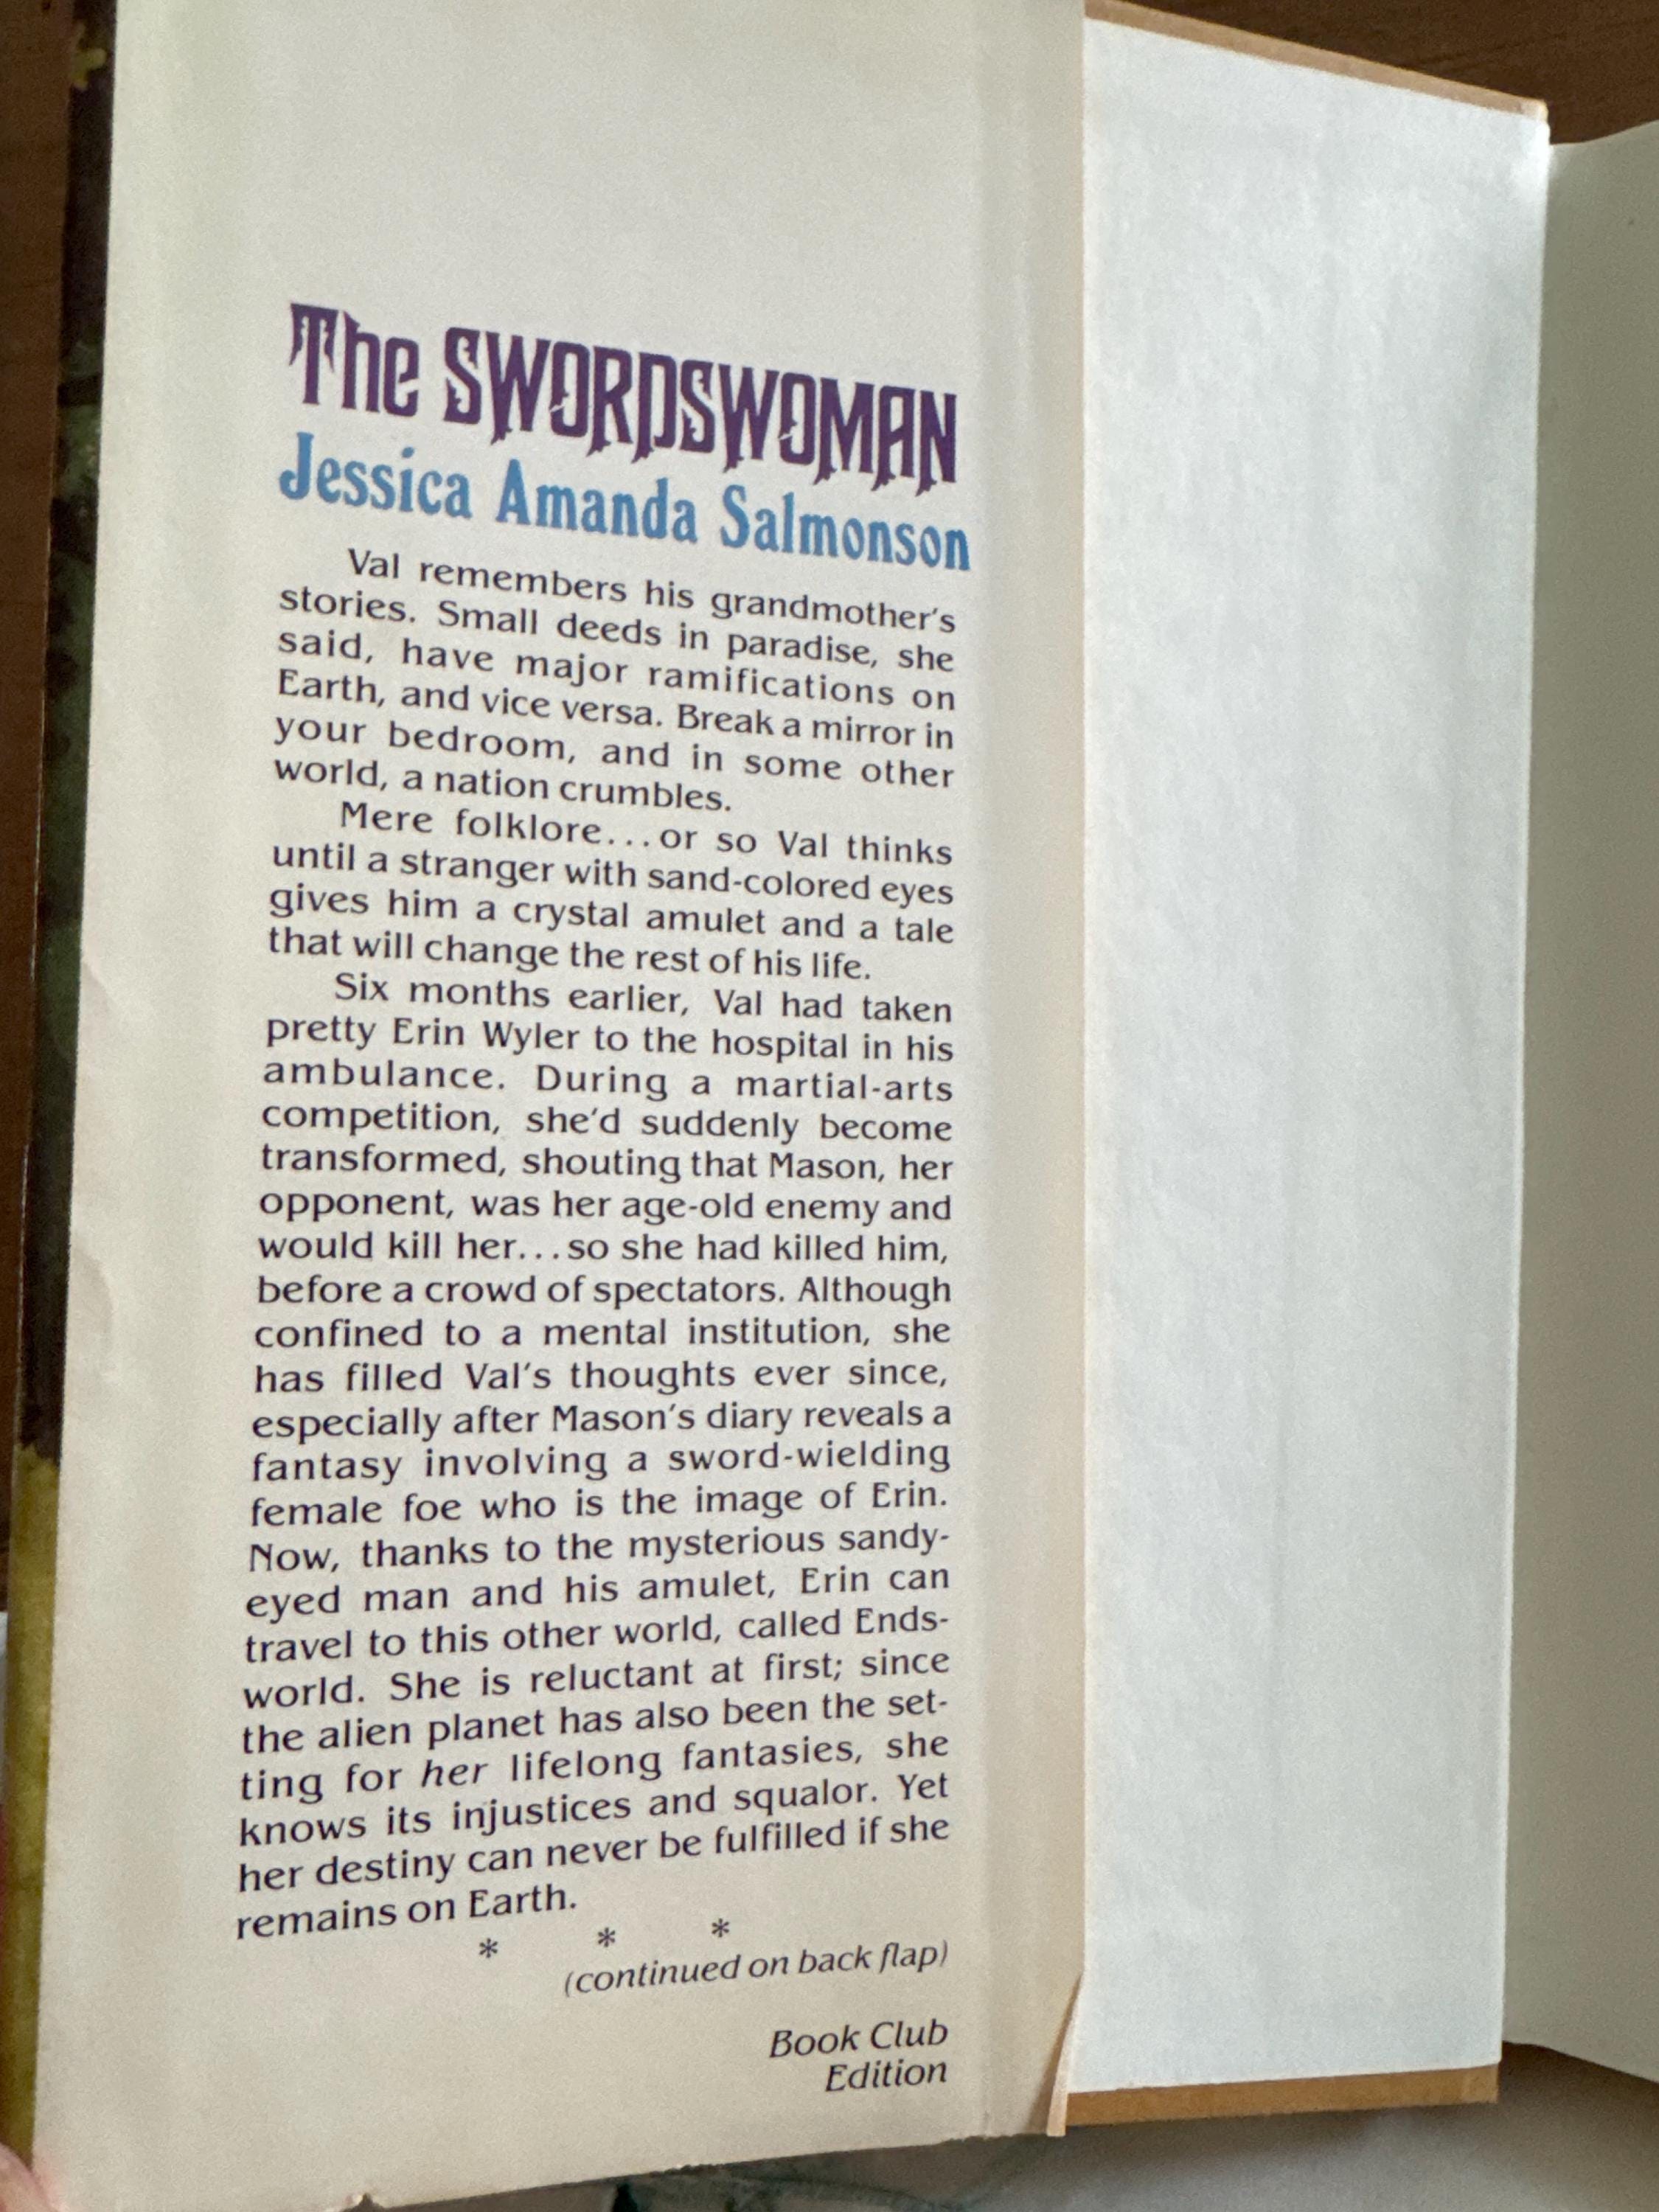 The SWORDSWOMAN
Jessica Amanda Salmonson
Val remembers his grandmother's
stories. Small deeds in paradise, she
said, have major ramifications on
Earth, and vice versa. Break a mirror in
your bedroom, and in some other
world, a nation crumbles.
Mere folklore...or so Val thinks
until a stranger with sand-colored eyes
gives him a crystal amulet and a tale
that will change the rest of his life.
Six months earlier, Val had taken
pretty Erin Wyler to the hospital in his
ambulance. During a martial-arts
competition, she'd suddenly become
transformed, shouting that Mason, her
opponent, was her age-old enemy and
would kill her...so she had killed him,
before a crowd of spectators. Although
confined to a mental institution, she
has filled Val's thoughts ever since,
especially after Mason's diary reveals a
fantasy involving a sword-wielding
female foe who is the image of Erin.
Now, thanks to the mysterious sandy-
eyed man and his amulet, Erin can
travel to this other world, called Ends-
world. She is reluctant at first; since
the alien planet has also been the set-
ting for her lifelong fantasies, she
knows its injustices and squalor. Yet
her destiny can never be fulfilled if she
remains on Earth.
* * *
(continued on back flap)
Book Club
Edition